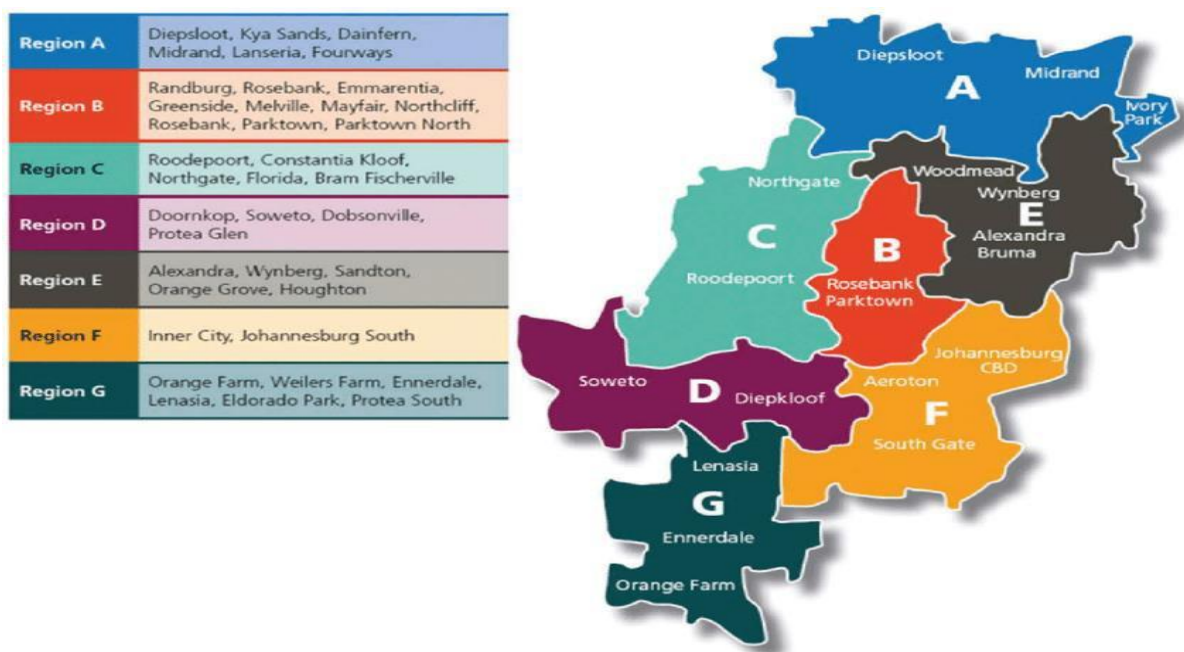 Region A
Diepsloot, Kya Sands, Dainfern,
Midrand, Lanseria, Fourways
Region B
Randburg, Rosebank, Emmarentia,
Greenside, Melville, Mayfair, Northcliff,
Rosebank, Parktown, Parktown North
Region C
Roodepoort, Constantia Kloof,
Northgate, Florida, Bram Fischerville
Region D
Doornkop, Soweto, Dobsonville,
Protea Glen
Region E
Alexandra, Wynberg, Sandton,
Orange Grove, Houghton
Region F
Inner City, Johannesburg South
Region G
Orange Farm, Weilers Farm, Ennerdale,
Lenasia, Eldorado Park, Protea South
Diepsloot
Midrand
A
Ivory
Park
Woodmead
Northgate
Wynberg
E
C
B
Alexandra
Bruma
Roodepoort
Rosebank
Parktown
Johannesburg
CBD
Soweto
Aeroton
D
Diepkloof
F
South Gate
Lenasia
G
Ennerdale
Orange Farm